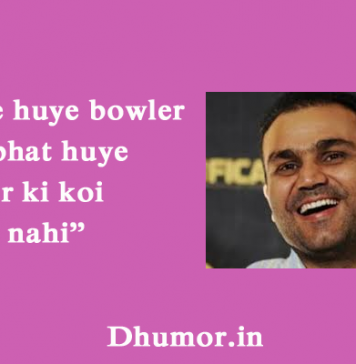 e huye bowler
phat huye
r ki koi
nahi”
FICA
Dhumor.in